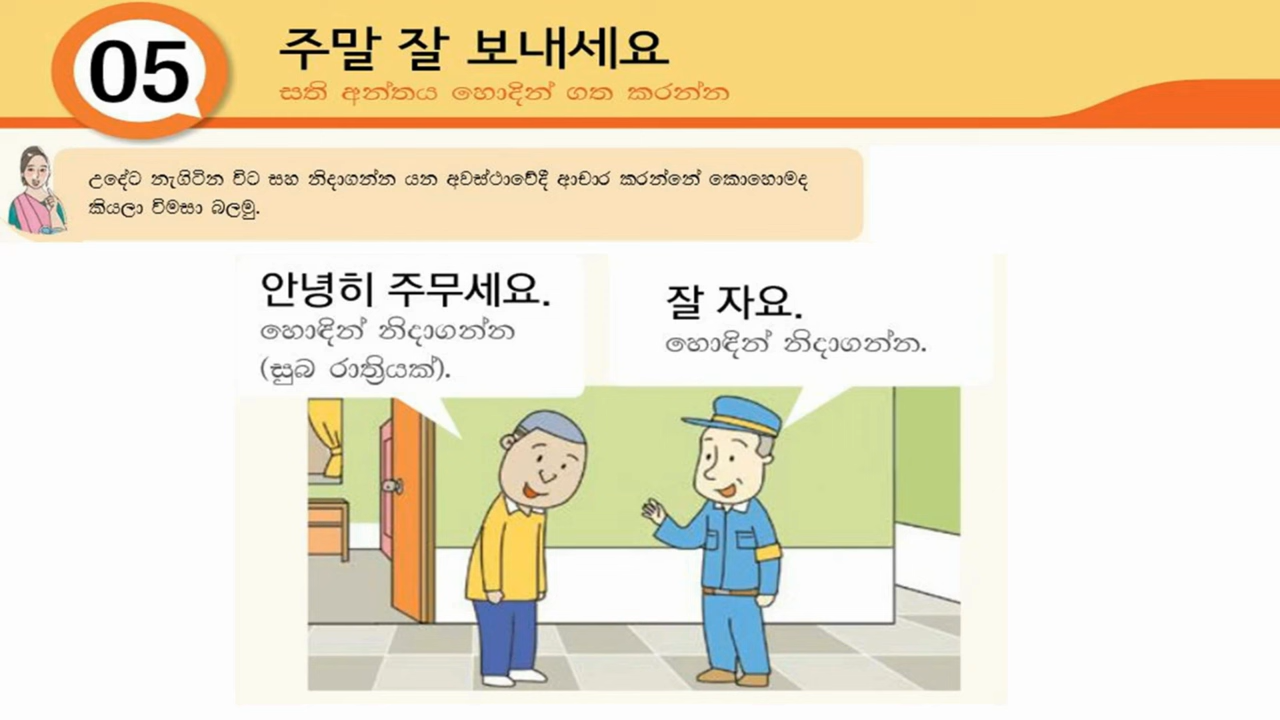 05
주말 잘 보내세요
සති අන්තය හොදින් ගත කරන්න
උදේට නැගිටින විට සහ නිදාගන්න යන අවස්ථාවේදී ආචාර කරන්නේ කොහොමද
කියලා විමසා බලමු.
안녕히 주무세요.
හොඳින් නිදාගන්න
(සුබ රාත්‍රියක්).
잘 자요.
හොඳින් නිදාගන්න.